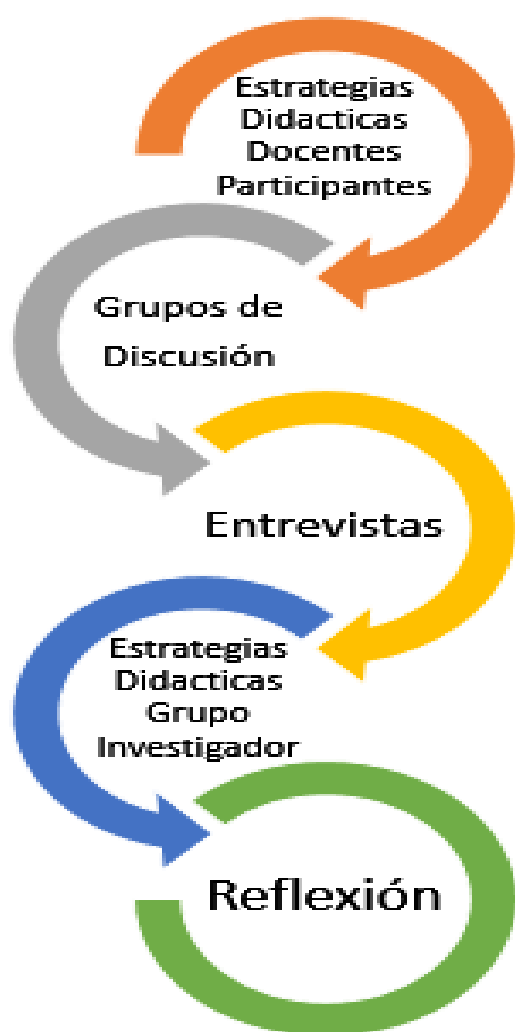 Estrategias
Didacticas
Docentes
Participantes
Grupos de
Discusión
Entrevistas
Estrategias
Didacticas
Grupo
Investigador
Reflexión